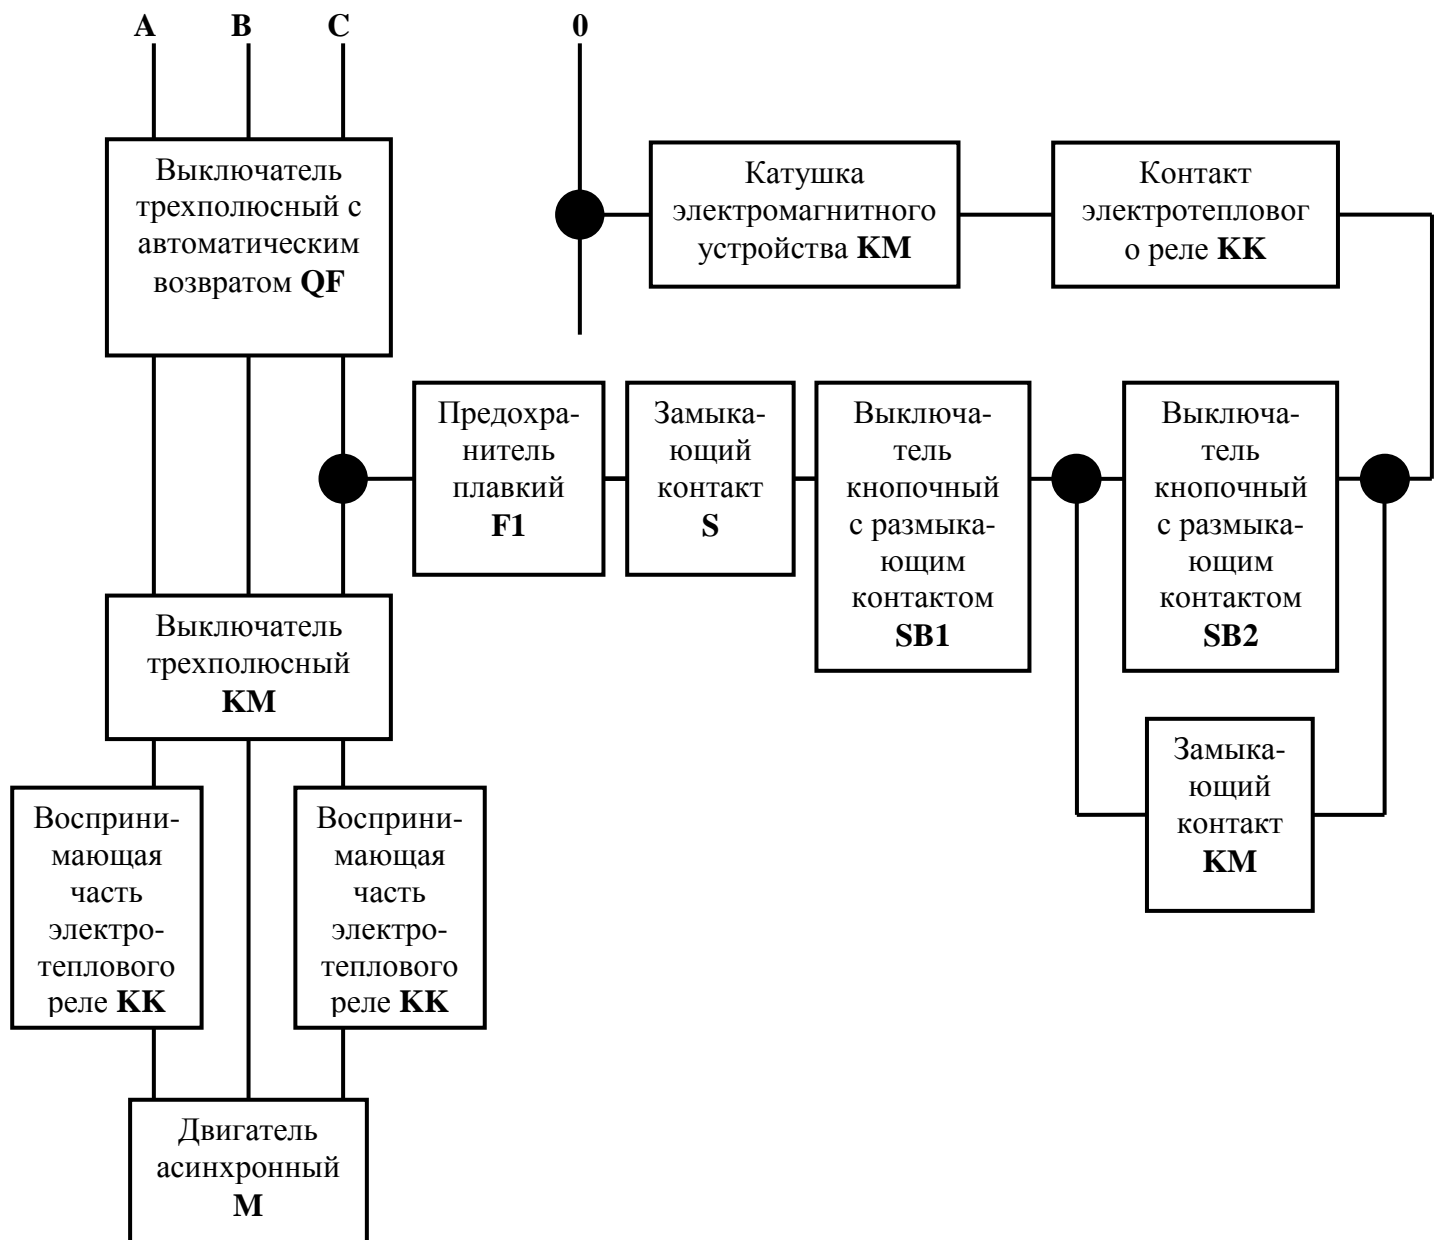 A B C 0
Выключатель
трехполюсный с
автоматическим
возвратом QF
Катушка
электромагнитного
устройства KM
Контакт
электротепловог
о реле KK
Предохра-
нитель
плавкий
F1
Замыка-
ющий
контакт
S
Выключа-
тель
кнопочный
с размыка-
ющим
контактом
SB1
Выключа-
тель
кнопочный
с размыка-
ющим
контактом
SB2
Выключатель
трехполюсный
KM
Замыка-
ющий
контакт
KM
Восприни-
мающая
часть
электро-
теплового
реле KK
Восприни-
мающая
часть
электро-
теплового
реле KK
Двигатель
асинхронный
M